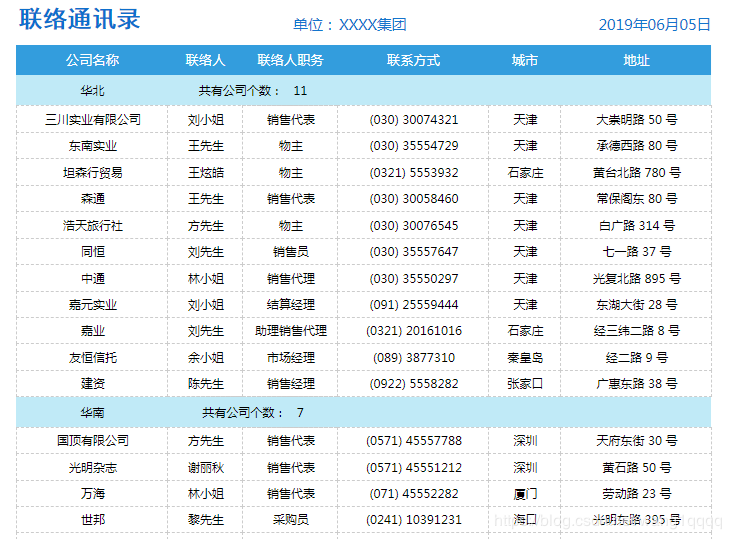 联络通讯录
单位：XXXX集团 2019年06月05日
公司名称 联络人 联络人职务 联系方式 城市 地址
华北 共有公司个数： 11
三川实业有限公司 刘小姐 销售代表 (030) 30074321 天津 大崇明路 50 号
东南实业 王先生 物主 (030) 35554729 天津 承德西路 80 号
坦森行贸易 王炫皓 物主 (0321) 5553932 石家庄 黄台北路 780 号
森通 王先生 销售代表 (030) 30058460 天津 常保阁东 80 号
浩天旅行社 方先生 物主 (030) 30076545 天津 白广路 314 号
同恒 刘先生 销售员 (030) 35557647 天津 七一路 37 号
中通 林小姐 销售代理 (030) 35550297 天津 光复北路 895 号
嘉元实业 刘小姐 结算经理 (091) 25559444 天津 东湖大街 28 号
嘉业 刘先生 助理销售代理 (0321) 20161016 石家庄 经三纬二路 8 号
友恒信托 余小姐 市场经理 (089) 3877310 秦皇岛 经二路 9 号
建资 陈先生 销售经理 (0922) 5558282 张家口 广惠东路 38 号
华南 共有公司个数： 7
国顶有限公司 方先生 销售代表 (0571) 45557788 深圳 天府东街 30 号
光明杂志 谢丽秋 销售代表 (0571) 45551212 深圳 黄石路 50 号
万海 林小姐 销售代表 (071) 45552282 厦门 劳动路 23 号
世邦 黎先生 采购员 (0241) 10391231 海口 光明东路 395 号